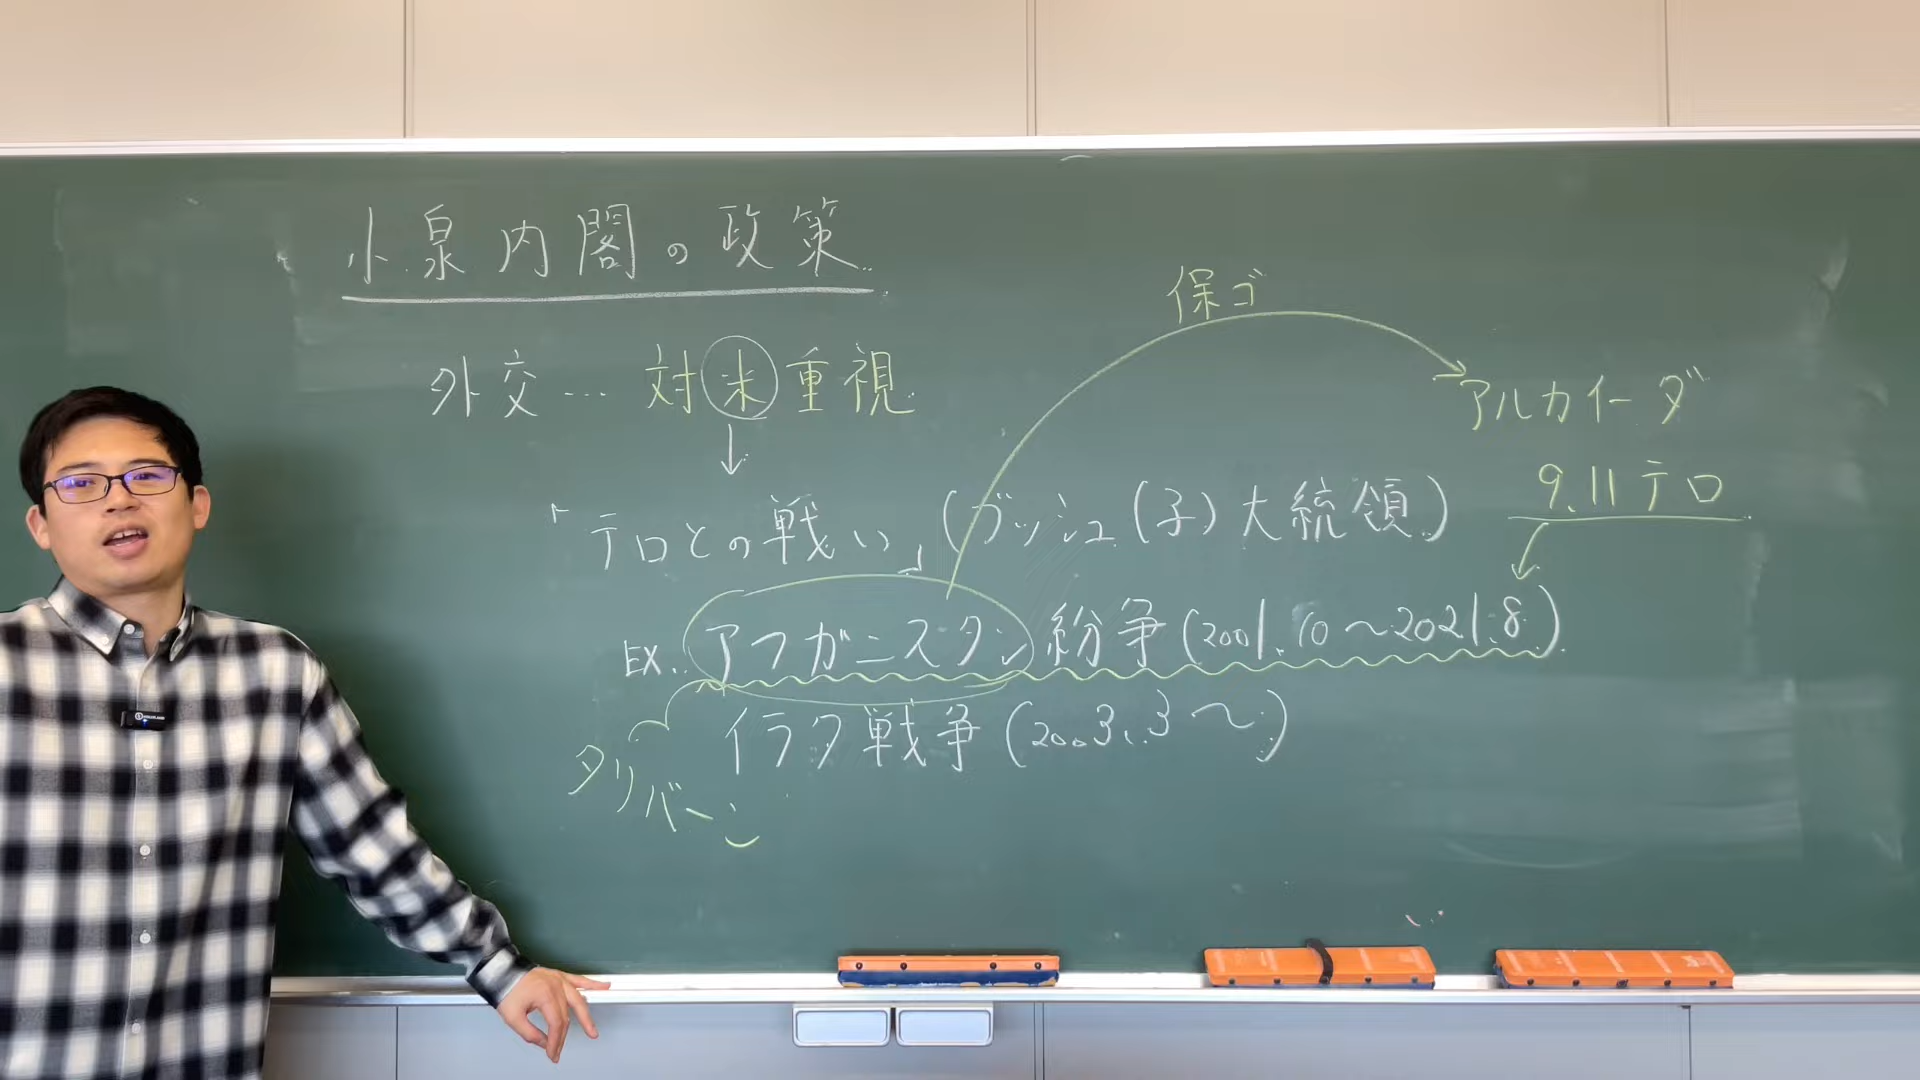 小泉内閣の政策
外交… 対米重視
保ゴ
アルカイーダ
9.11テロ
「テロとの戦い」(ブッシュ(子)大統領)
EX.. アフガニスタン紛争(2001.10～2021.8)
イラク戦争(2003.3～)
タリバーン